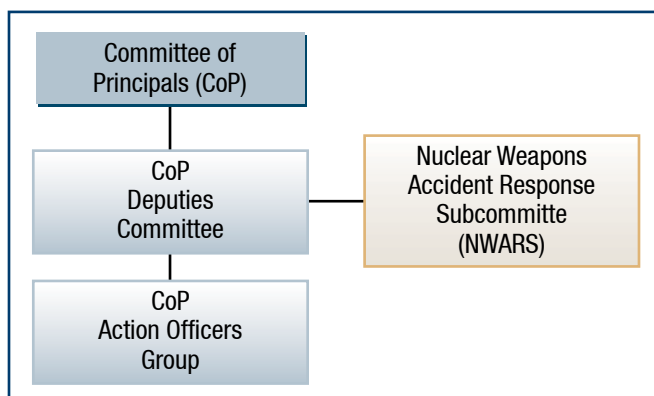 Committee of
Principals (CoP)
CoP
Deputies
Committee
Nuclear Weapons
Accident Response
Subcommitte
(NWARS)
CoP
Action Officers
Group